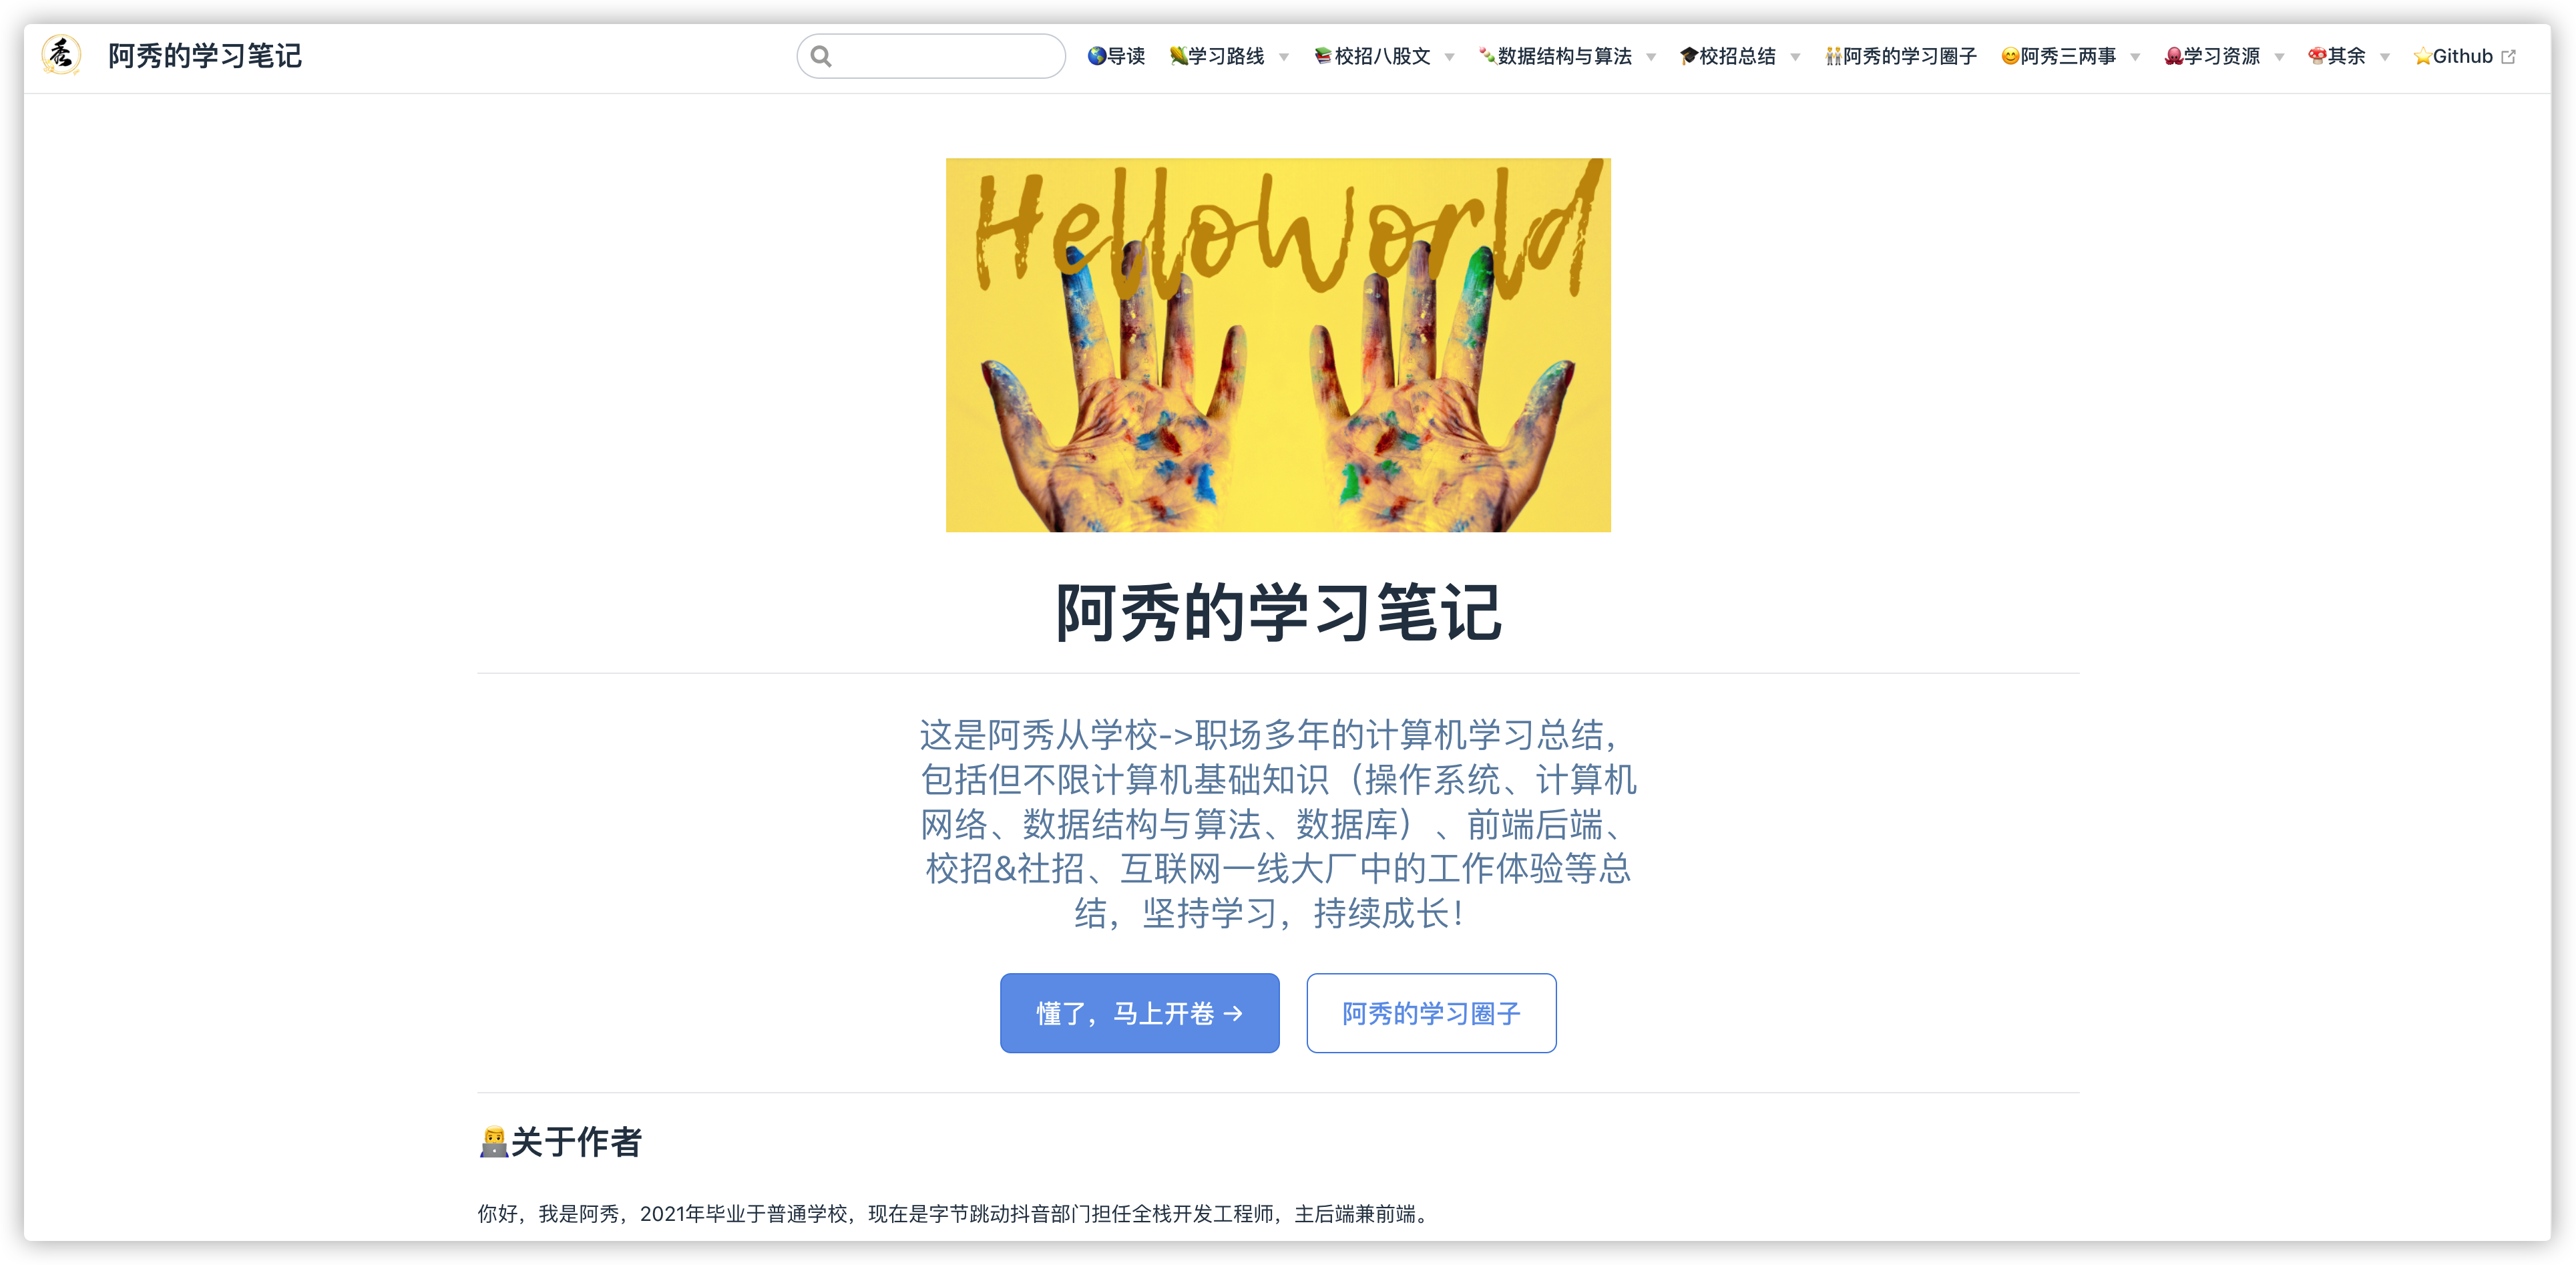 秀
阿秀的学习笔记
🌎导读 🌽学习路线 📚校招八股文 🍡数据结构与算法 🎓校招总结 👬阿秀的学习圈子 😊阿秀三两事 🐙学习资源 🍄其余 ⭐Github
HelloWorld
阿秀的学习笔记
这是阿秀从学校->职场多年的计算机学习总结，
包括但不限计算机基础知识（操作系统、计算机
网络、数据结构与算法、数据库）、前端后端、
校招&社招、互联网一线大厂中的工作体验等总
结，坚持学习，持续成长！
懂了，马上开卷 →
阿秀的学习圈子
👨‍💻关于作者
你好，我是阿秀，2021年毕业于普通学校，现在是字节跳动抖音部门担任全栈开发工程师，主后端兼前端。